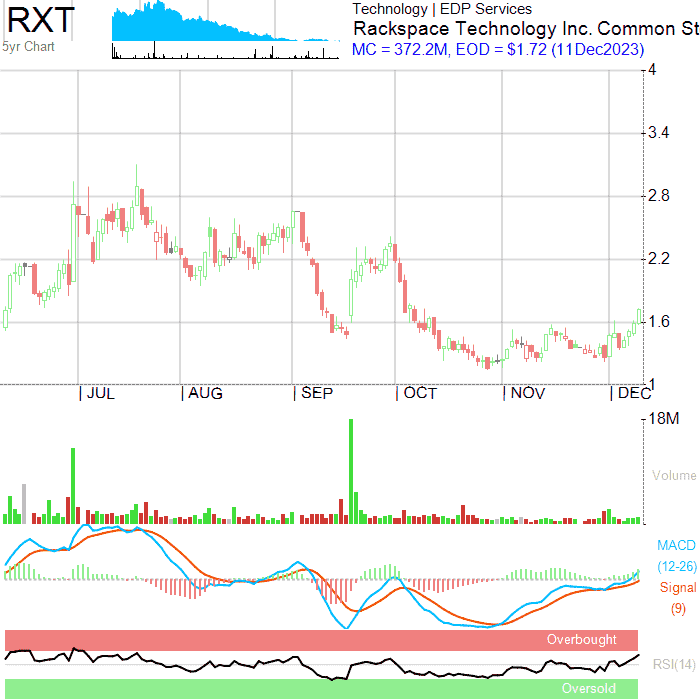 RXT
5yr Chart
Technology | EDP Services
Rackspace Technology Inc. Common St
MC = 372.2M, EOD = $1.72 (11Dec2023)
4
3.4
2.8
2.2
1.6
1
JUL AUG SEP OCT NOV DEC
18M
Volume
MACD
(12-26)
Signal
(9)
Overbought
RSI(14)
Oversold